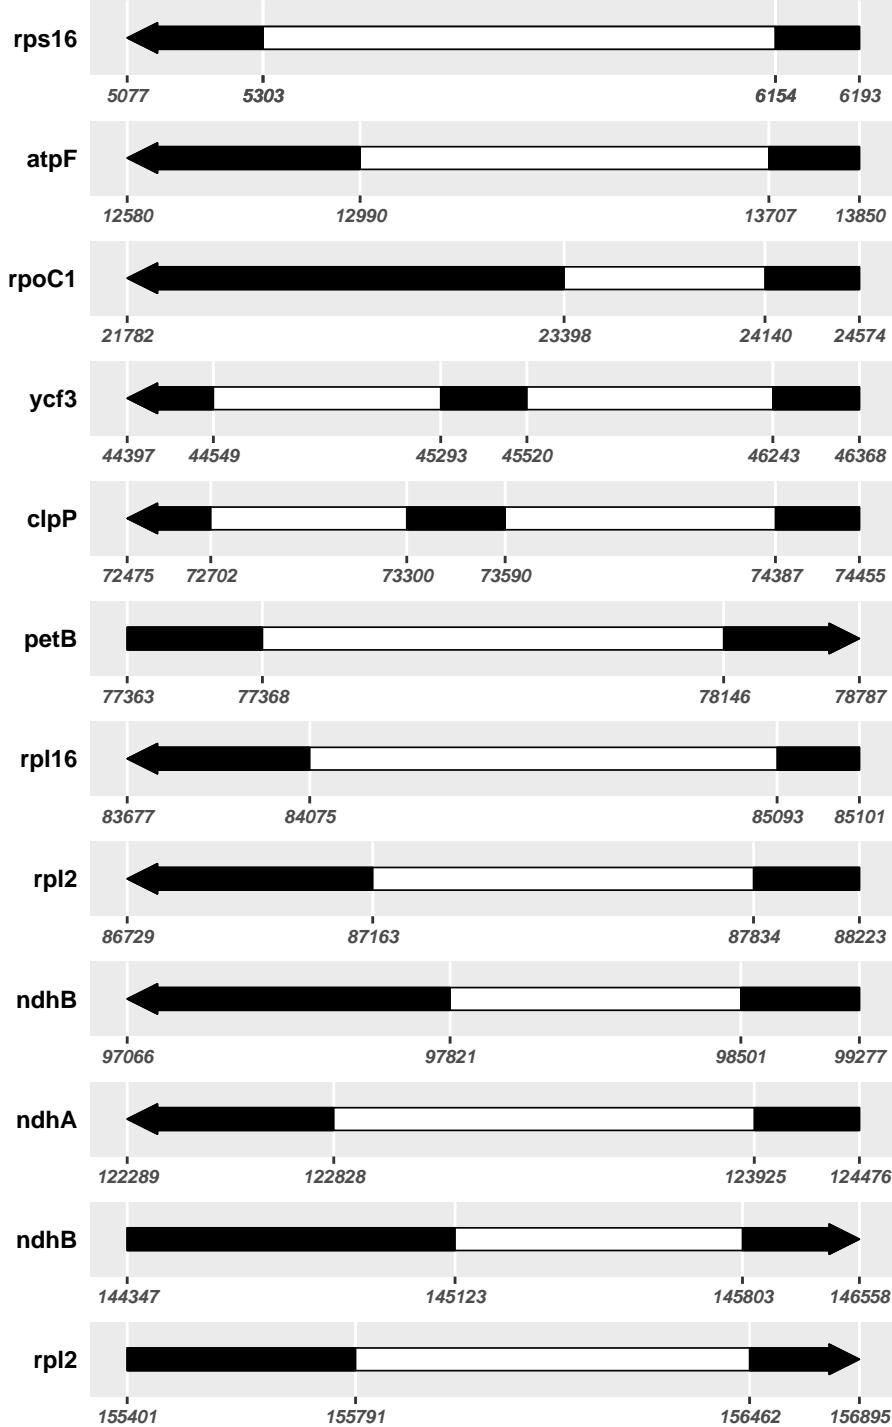 rps16
5077 5303 6154 6193
atpF
12580 12990 13707 13850
rpoC1
21782 23398 24140 24574
ycf3
44397 44549 45293 45520 46243 46368
clpP
72475 72702 73300 73590 74387 74455
petB
77363 77368 78146 78787
rpl16
83677 84075 85093 85101
rpl2
86729 87163 87834 88223
ndhB
97066 97821 98501 99277
ndhA
122289 122828 123925 124476
ndhB
144347 145123 145803 146558
rpl2
155401 155791 156462 156895